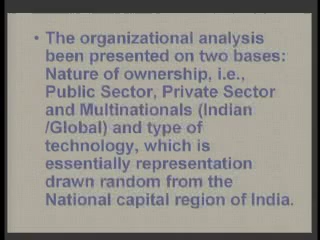 • The organizational analysis
been presented on two bases:
Nature of ownership, i.e.,
Public Sector, Private Sector
and Multinationals (Indian
/Global) and type of
technology, which is
essentially representation
drawn random from the
National capital region of India.